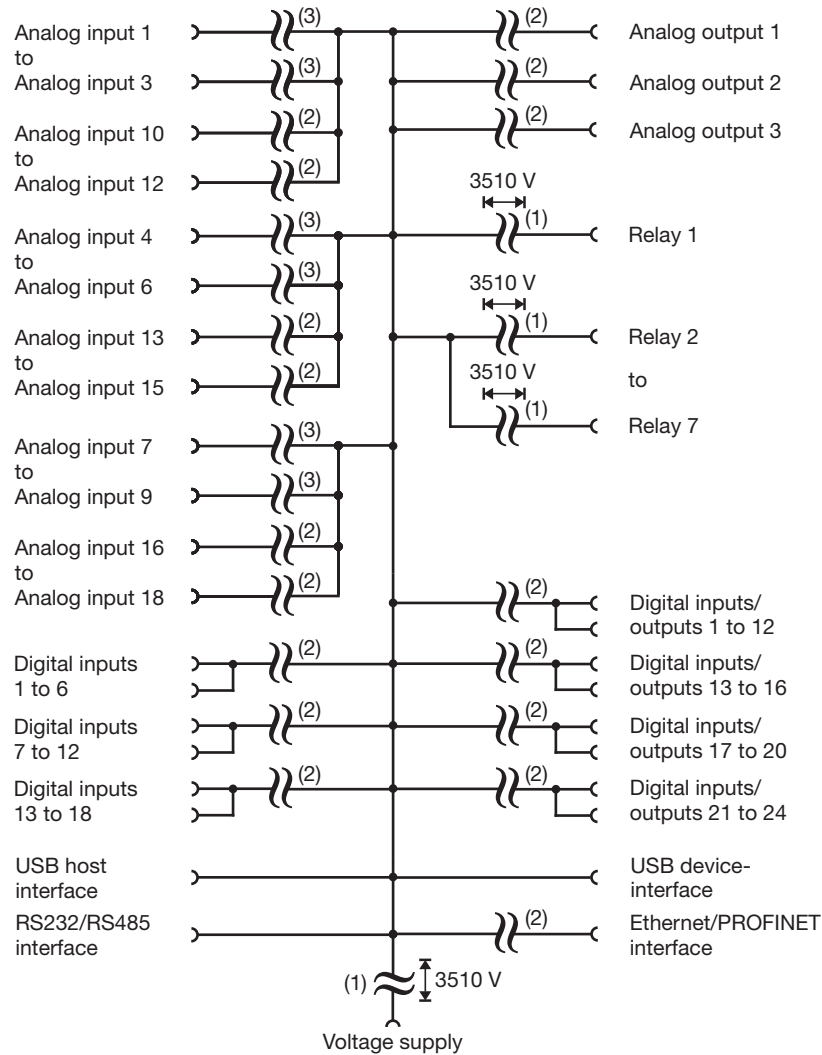 Analog input 1
to
Analog input 3
Analog input 10
to
Analog input 12
Analog input 4
to
Analog input 6
Analog input 13
to
Analog input 15
Analog input 7
to
Analog input 9
Analog input 16
to
Analog input 18
Digital inputs
1 to 6
Digital inputs
7 to 12
Digital inputs
13 to 18
USB host
interface
RS232/RS485
interface
(3)
(3)
(2)
(2)
(3)
(3)
(2)
(2)
(3)
(3)
(2)
(2)
(2)
(2)
(2)
(2)
(2)
(2)
3510 V
(1)
3510 V
(1)
3510 V
(1)
(2)
(2)
(2)
(2)
(2)
Analog output 1
Analog output 2
Analog output 3
Relay 1
Relay 2
to
Relay 7
Digital inputs/
outputs 1 to 12
Digital inputs/
outputs 13 to 16
Digital inputs/
outputs 17 to 20
Digital inputs/
outputs 21 to 24
USB device-
interface
Ethernet/PROFINET
interface
(1)
3510 V
Voltage supply